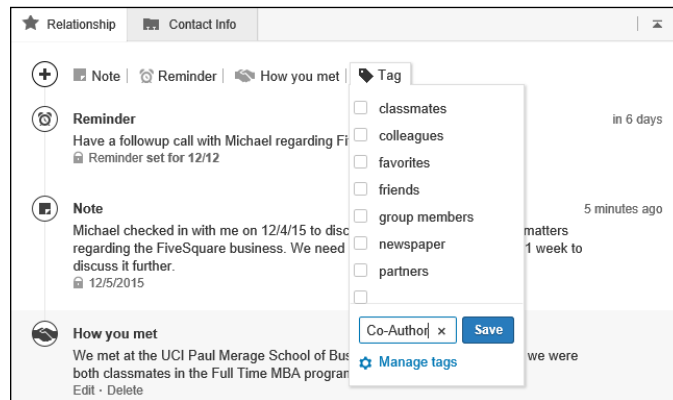 Relationship
Contact Info
Note | Reminder | How you met | Tag
Reminder in 6 days
Have a followup call with Michael regarding
Reminder set for 12/12
Note 5 minutes ago
Michael checked in with me on 12/4/15 to matters
regarding the FiveSquare business. We need 1 week to
discuss it further.
12/5/2015
How you met
We met at the UCI Paul Merage School of we were
both classmates in the Full Time MBA
Edit · Delete
classmates
colleagues
favorites
friends
group members
newspaper
partners
Co-Author ×
Save
Manage tags